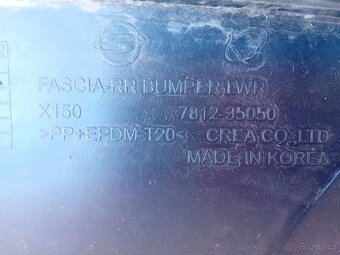 FASCIA-RR BUMPER LWR
X150 7812-35050
>PP+EPDM-T20< CREA CO.,LTD
MADE IN KOREA